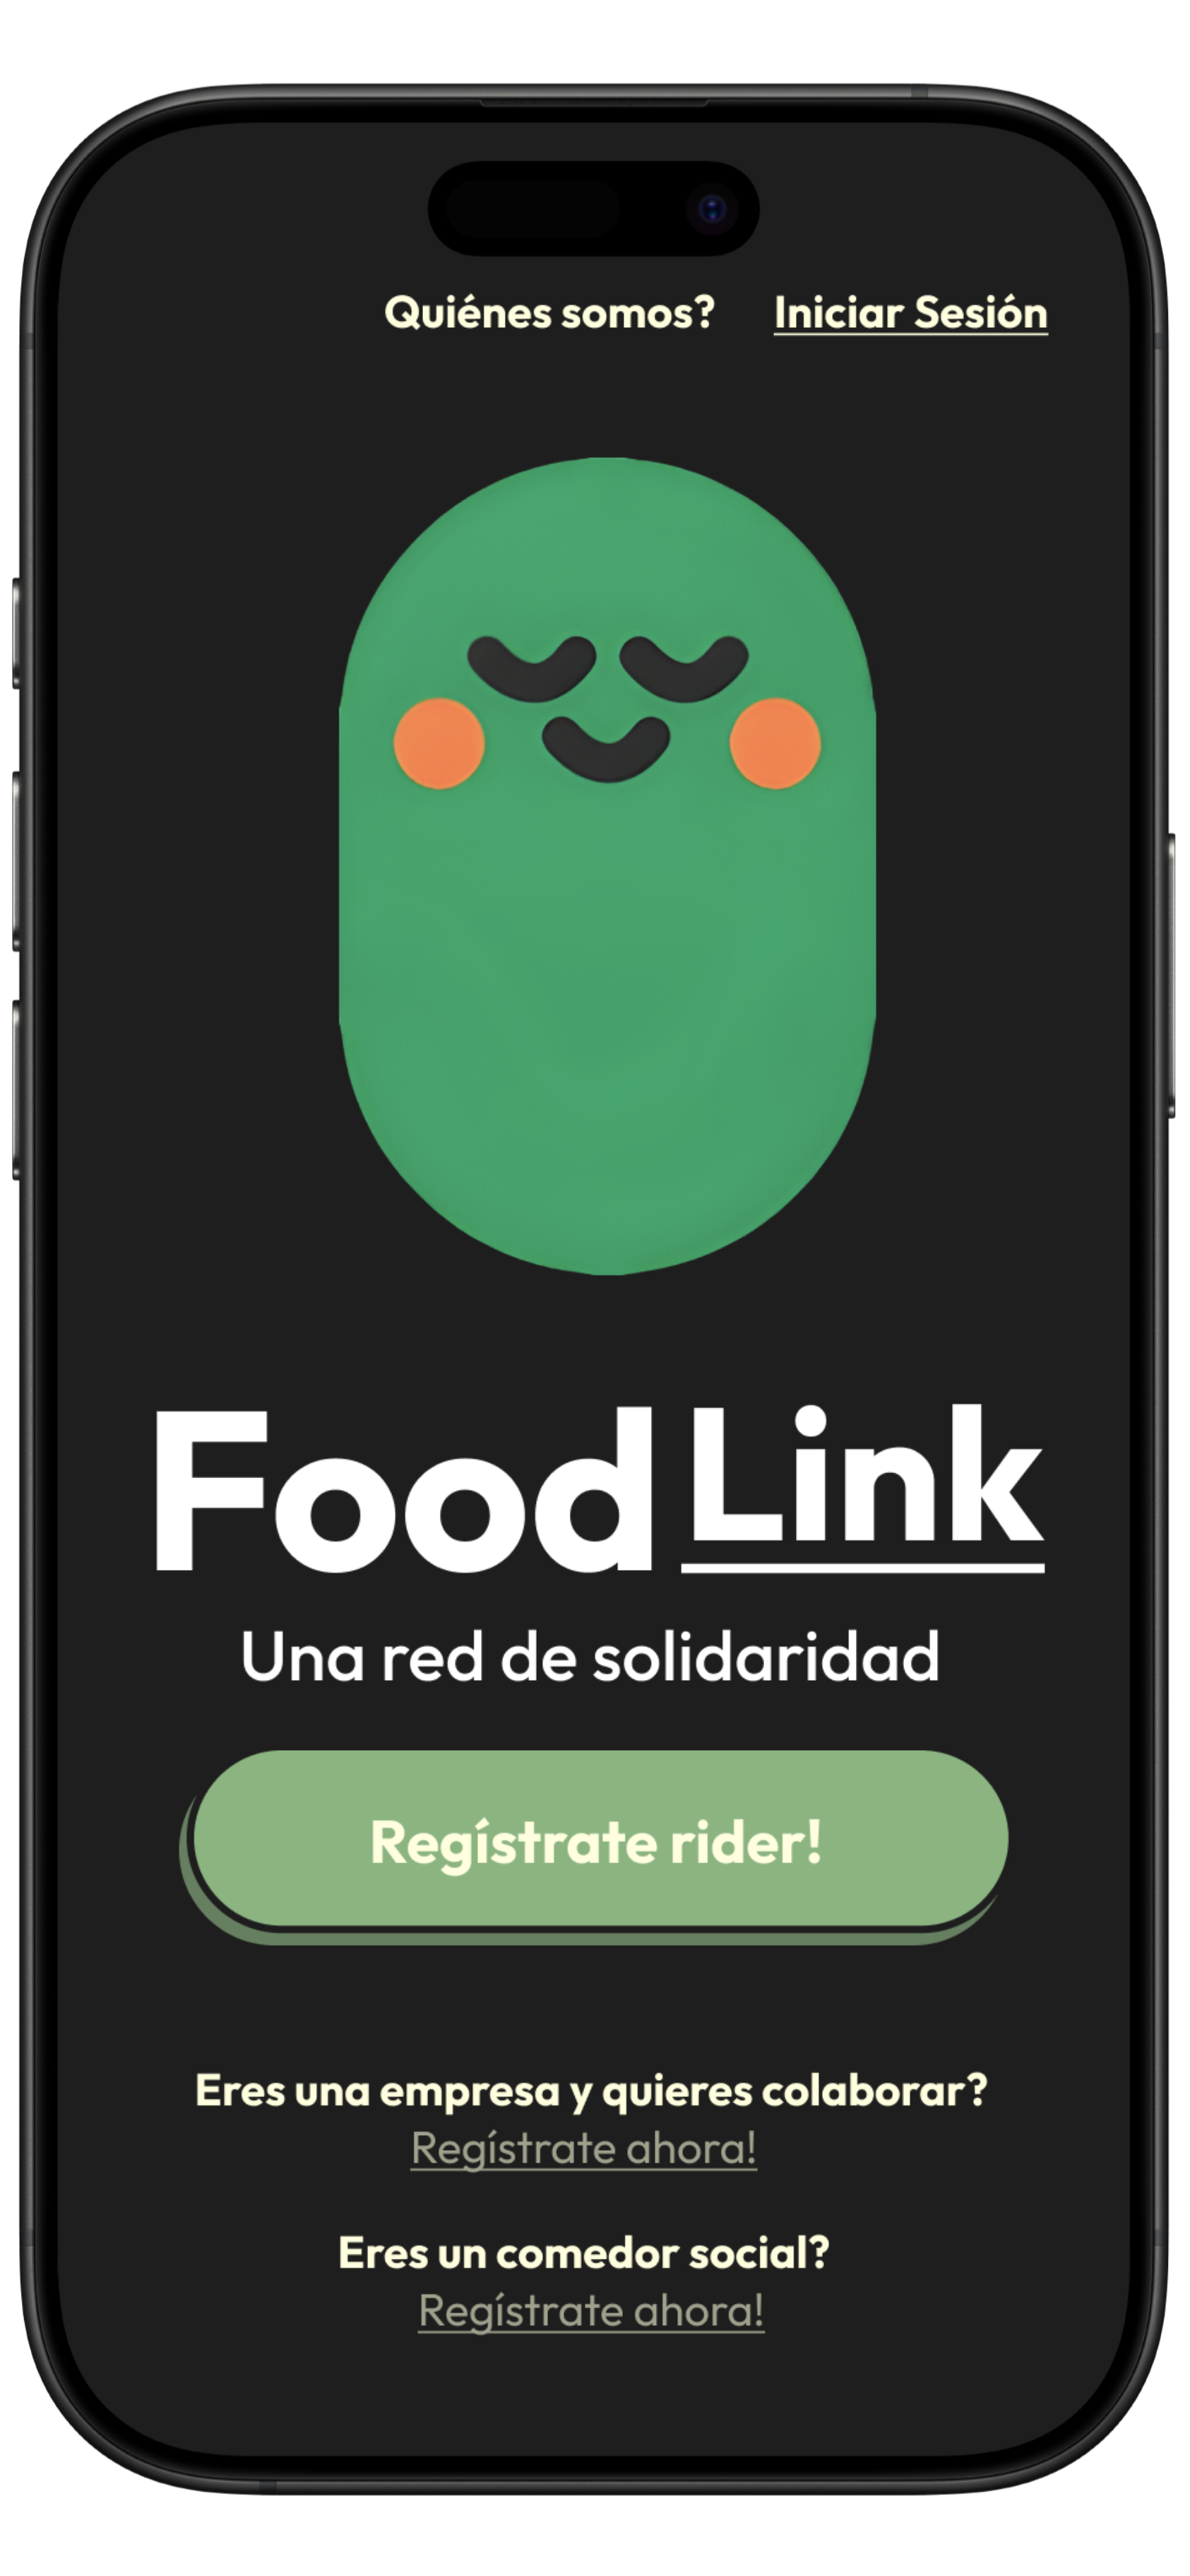 Quiénes somos? Iniciar Sesión
Food Link
Una red de solidaridad
Regístrate rider!
Eres una empresa y quieres colaborar?
Regístrate ahora!
Eres un comedor social?
Regístrate ahora!